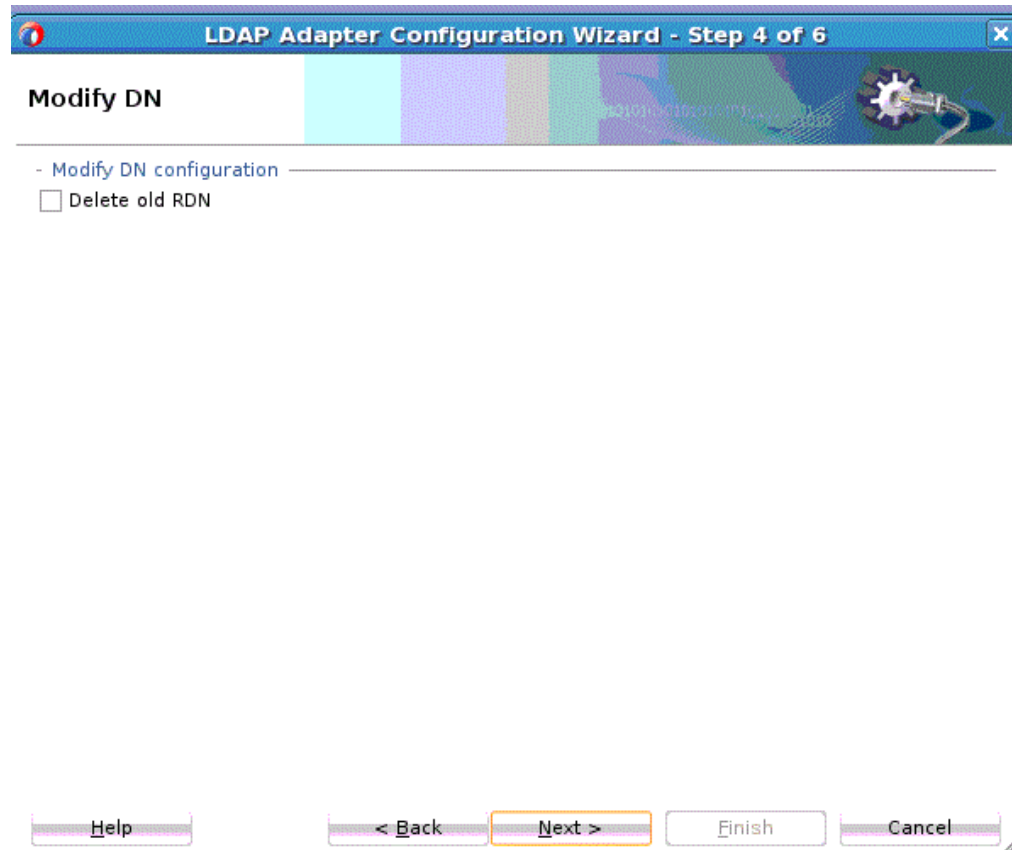 LDAP Adapter Configuration Wizard - Step 4 of 6
Modify DN
- Modify DN configuration
Delete old RDN
Help < Back Next > Finish Cancel